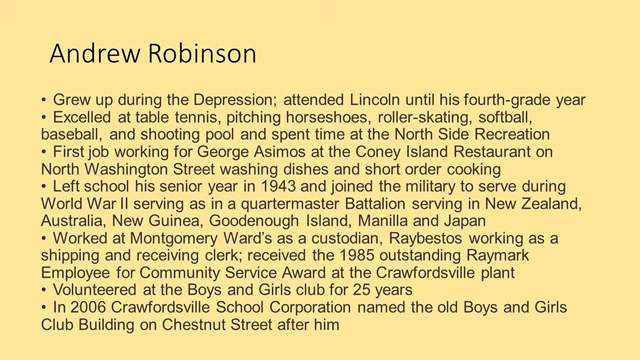 Andrew Robinson
• Grew up during the Depression; attended Lincoln until his fourth-grade year
• Excelled at table tennis, pitching horseshoes, roller-skating, softball,
baseball, and shooting pool and spent time at the North Side Recreation
• First job working for George Asimos at the Coney Island Restaurant on
North Washington Street washing dishes and short order cooking
• Left school his senior year in 1943 and joined the military to serve during
World War II serving as in a quartermaster Battalion serving in New Zealand,
Australia, New Guinea, Goodenough Island, Manilla and Japan
• Worked at Montgomery Ward’s as a custodian, Raybestos working as a
shipping and receiving clerk; received the 1985 outstanding Raymark
Employee for Community Service Award at the Crawfordsville plant
• Volunteered at the Boys and Girls club for 25 years
• In 2006 Crawfordsville School Corporation named the old Boys and Girls
Club Building on Chestnut Street after him